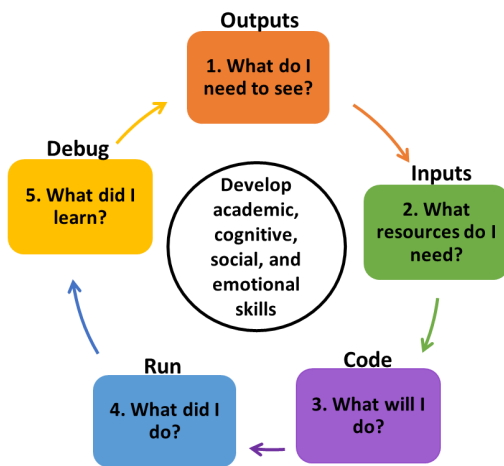 Outputs
1. What do I
need to see?
Inputs
2. What
resources do I
need?
Code
3. What will I
do?
Run
4. What did I
do?
Debug
5. What did I
learn?
Develop
academic,
cognitive,
social, and
emotional
skills